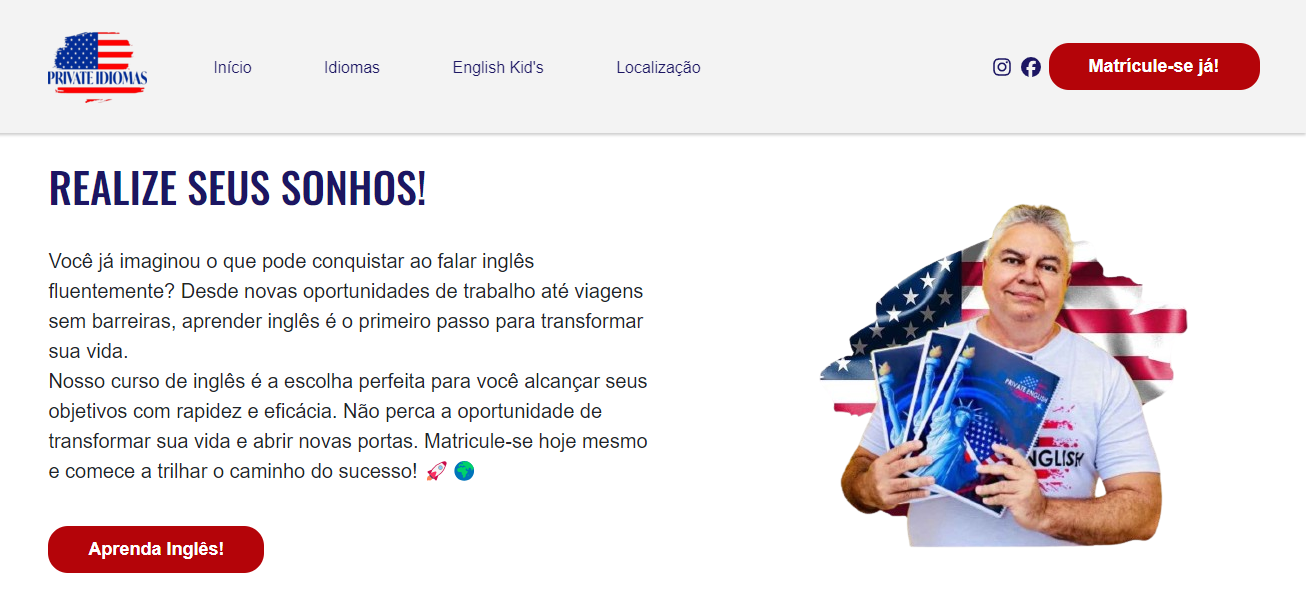 PRIVATE IDIOMAS
Início
Idiomas
English Kid's
Localização
Matrícule-se já!
REALIZE SEUS SONHOS!
Você já imaginou o que pode conquistar ao falar inglês
fluentemente? Desde novas oportunidades de trabalho até viagens
sem barreiras, aprender inglês é o primeiro passo para transformar
sua vida.
Nosso curso de inglês é a escolha perfeita para você alcançar seus
objetivos com rapidez e eficácia. Não perca a oportunidade de
transformar sua vida e abrir novas portas. Matricule-se hoje mesmo
e comece a trilhar o caminho do sucesso! 🚀 🌎
Aprenda Inglês!
PRIVATE ENGLISH
NGLISH